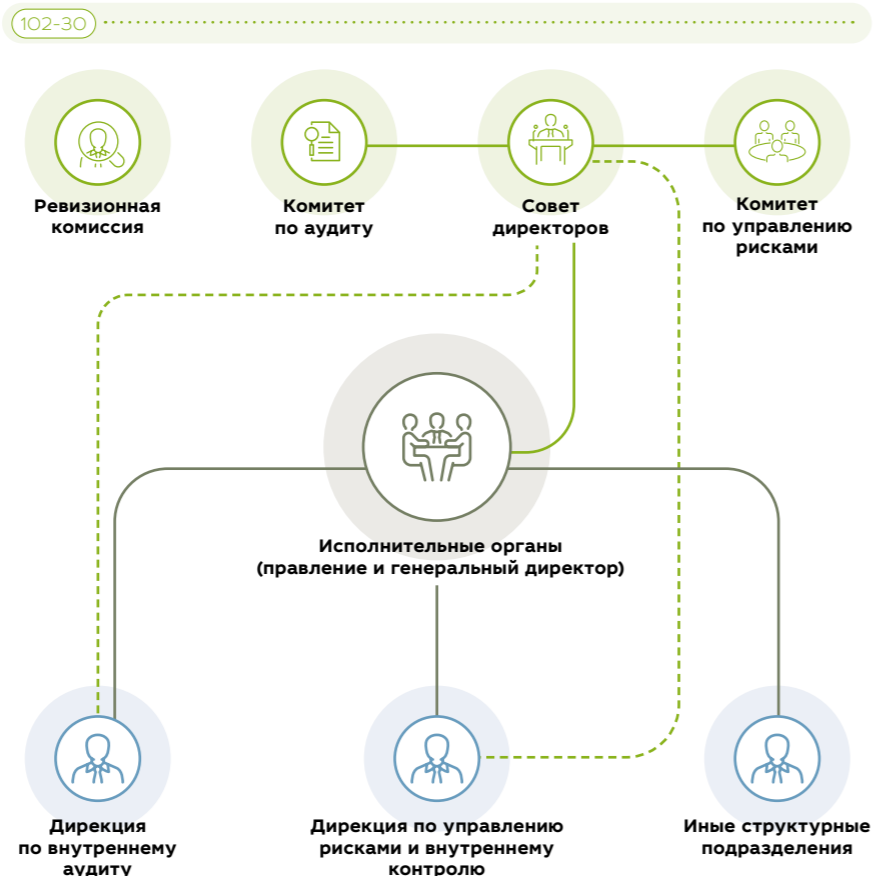 102-30
Ревизионная
комиссия
Комитет
по аудиту
Совет
директоров
Комитет
по управлению
рисками
Исполнительные органы
(правление и генеральный директор)
Дирекция
по внутреннему
аудиту
Дирекция по управлению
рисками и внутреннему
контролю
Иные структурные
подразделения